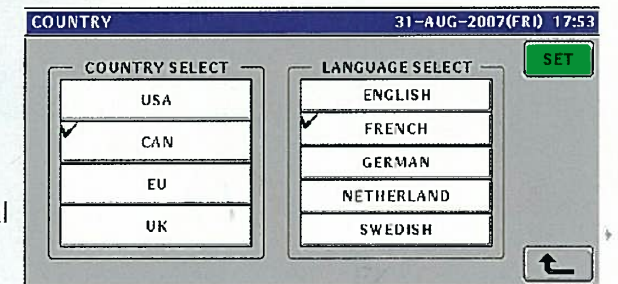 COUNTRY 31-AUG-2007(FRI) 17:53
SET
COUNTRY SELECT
USA
CAN
EU
UK
LANGUAGE SELECT
ENGLISH
FRENCH
GERMAN
NETHERLAND
SWEDISH